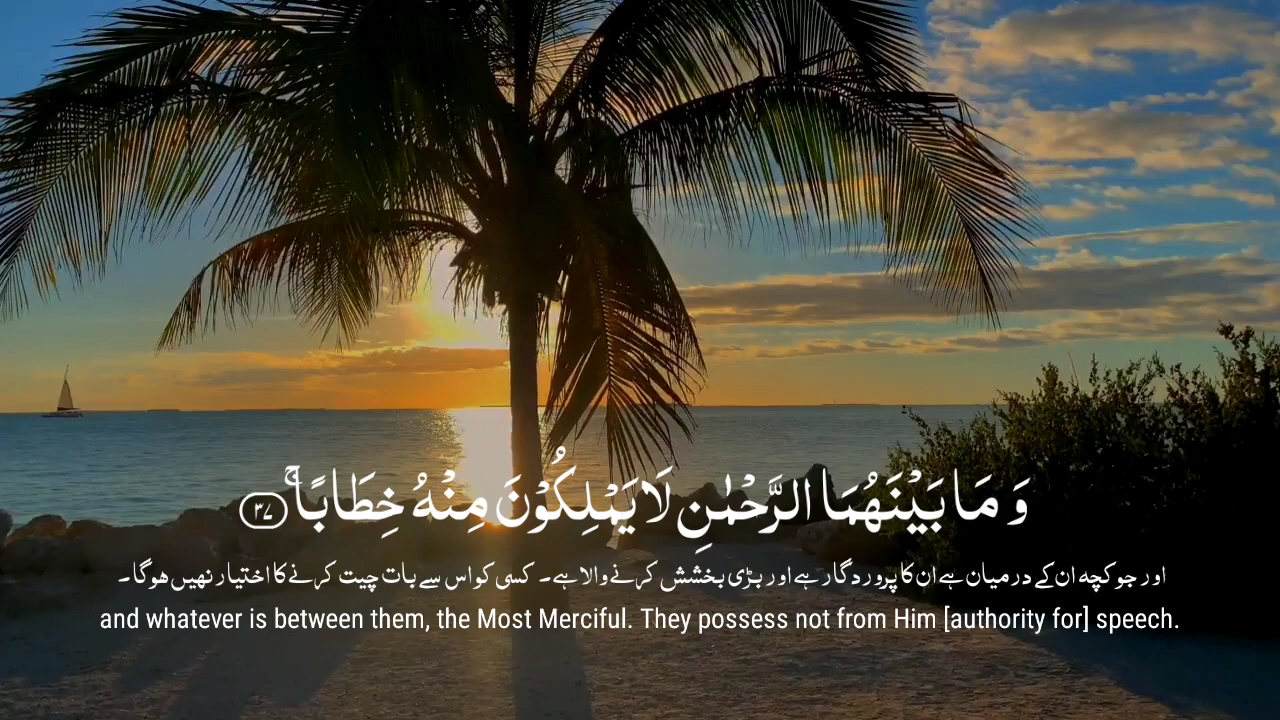 وَ مَا بَيْنَهُمَا الرَّحْمٰنِ لَا يَمْلِكُوْنَ مِنْهُ خِطَابًاۚ ۝۳۷
اور جو کچھ ان کے درمیان ہے ان کا پروردگار ہے اور بڑی بخشش کرنے والا ہے۔ کسی کو اس سے بات چیت کرنے کا اختیار نہیں ہوگا۔
and whatever is between them, the Most Merciful. They possess not from Him [authority for] speech.